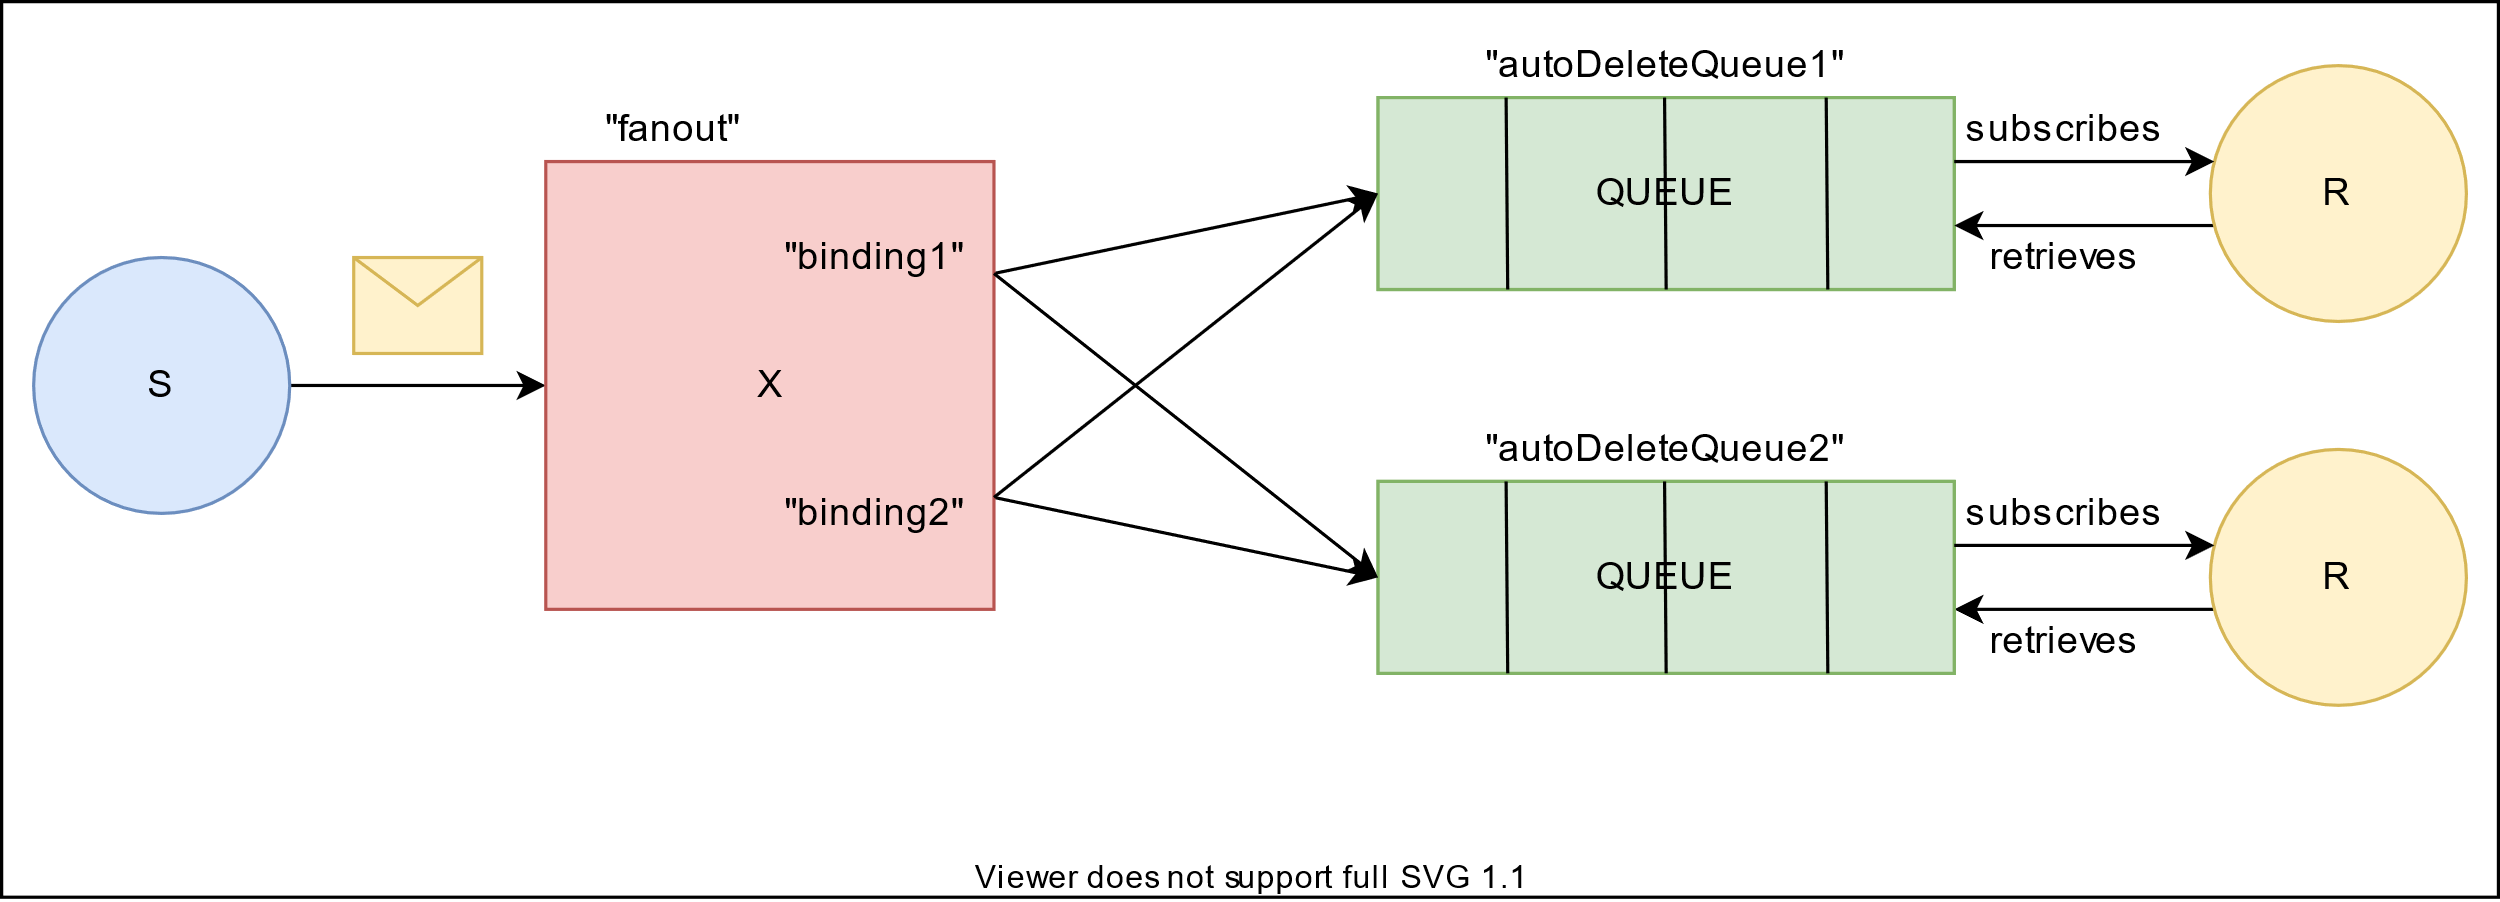 "autoDeleteQueue1"
"fanout"
subscribes
QUEUE
R
"binding1"
retrieves
S
X
"autoDeleteQueue2"
"binding2"
subscribes
QUEUE
R
retrieves
Viewer does not support full SVG 1.1